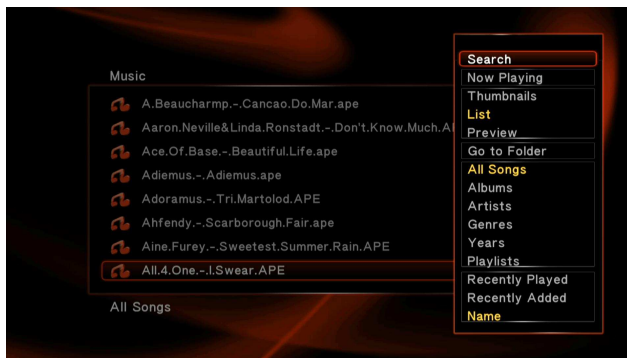 Music
A.Beaucharmp.-.Cancao.Do.Mar.ape
Aaron.Neville&Linda.Ronstadt.-.Don't.Know.Much.AP
Ace.Of.Base.-.Beautiful.Life.ape
Adiemus.-.Adiemus.ape
Adoramus.-.Tri.Martolod.APE
Ahfendy.-.Scarborough.Fair.ape
Aine.Furey.-.Sweetest.Summer.Rain.APE
All.4.One.-.I.Swear.APE
All Songs
Search
Now Playing
Thumbnails
List
Preview
Go to Folder
All Songs
Albums
Artists
Genres
Years
Playlists
Recently Played
Recently Added
Name